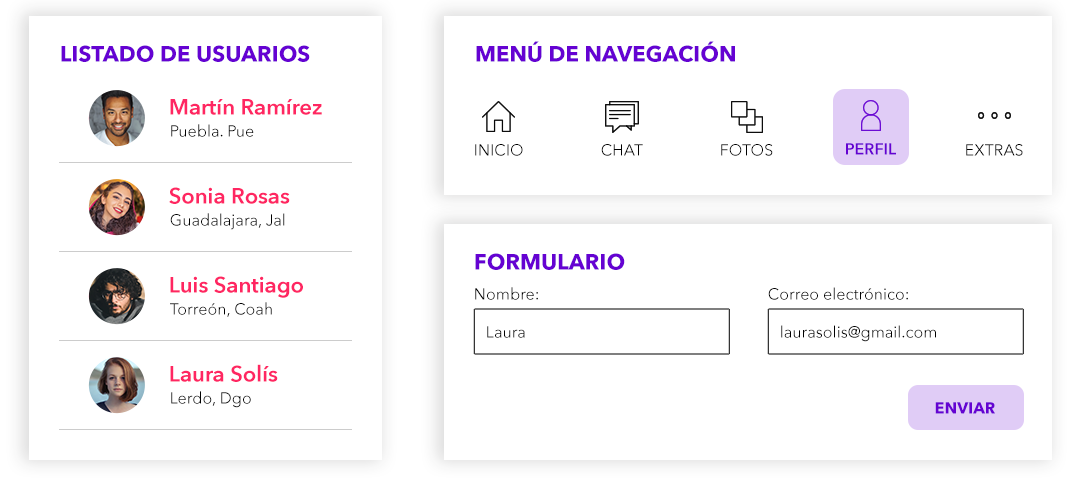 LISTADO DE USUARIOS
Martín Ramírez
Puebla. Pue
Sonia Rosas
Guadalajara, Jal
Luis Santiago
Torreón, Coah
Laura Solís
Lerdo, Dgo
MENÚ DE NAVEGACIÓN
INICIO CHAT FOTOS PERFIL EXTRAS
FORMULARIO
Nombre: Correo electrónico:
Laura laurasolis@gmail.com
ENVIAR